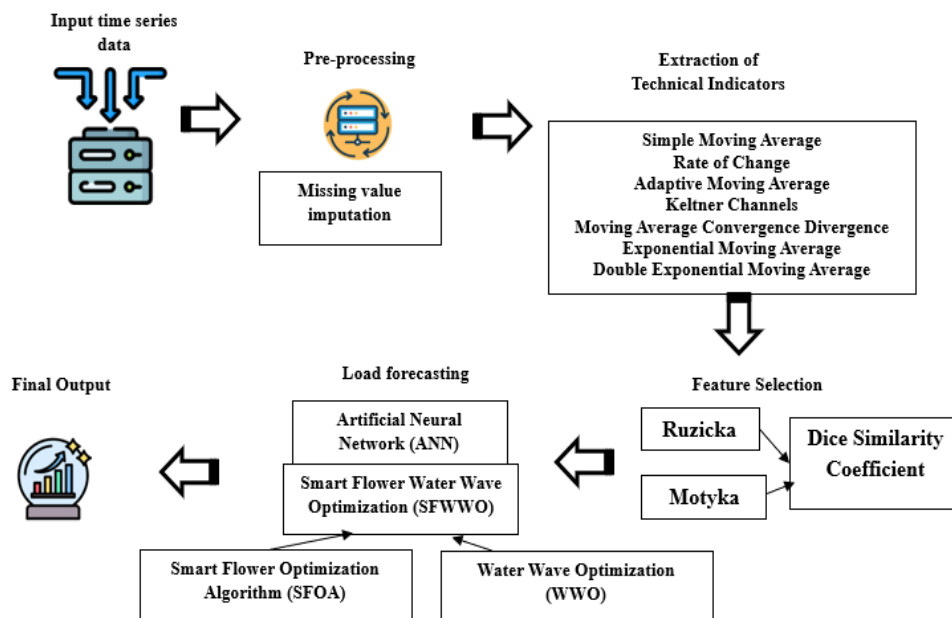 Input time series
data
Pre-processing
Missing value
imputation
Extraction of
Technical Indicators
Simple Moving Average
Rate of Change
Adaptive Moving Average
Keltner Channels
Moving Average Convergence Divergence
Exponential Moving Average
Double Exponential Moving Average
Feature Selection
Ruzicka
Motyka
Dice Similarity
Coefficient
Load forecasting
Artificial Neural
Network (ANN)
Smart Flower Water Wave
Optimization (SFWWO)
Smart Flower Optimization
Algorithm (SFOA)
Water Wave Optimization
(WWO)
Final Output